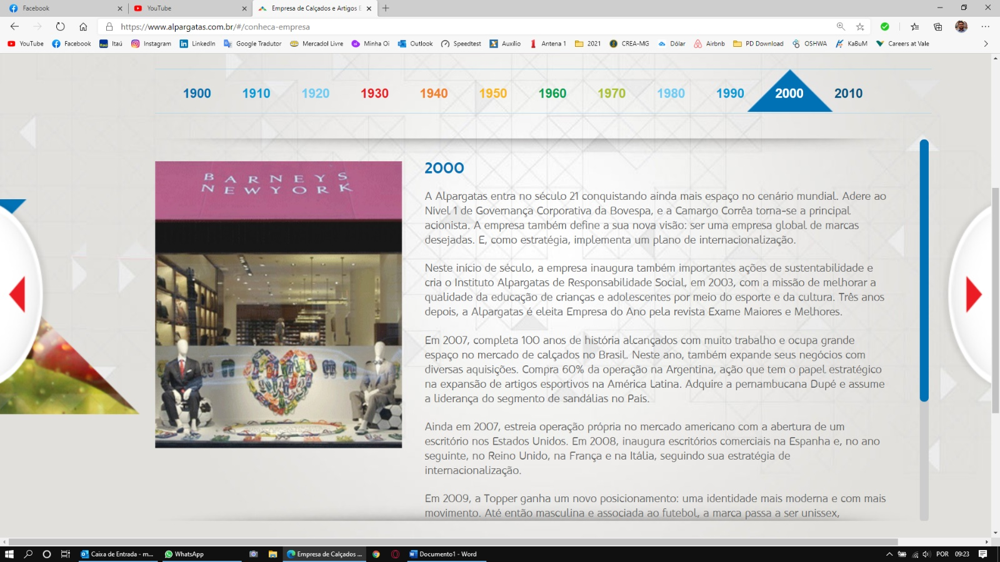 Facebook
YouTube
Empresa de Calçados e Artigos E
https://www.alpargatas.com.br/#/conheca-empresa
YouTube Facebook Itaú Instagram LinkedIn Google Tradutor Mercadol Livre Minha Oi Outlook Speedtest Auxílio Antena 1 2021 CREA-MG Dólar Airbnb PD Download OSHWA KaBuM Careers at Vale
1900 1910 1920 1930 1940 1950 1960 1970 1980 1990 2000 2010
BARNEYS
NEWYORK
2000
A Alpargatas entra no século 21 conquistando ainda mais espaço no cenário mundial. Adere ao
Nível 1 de Governança Corporativa da Bovespa, e a Camargo Corrêa torna-se a principal
acionista. A empresa também define a sua nova visão: ser uma empresa global de marcas
desejadas. E, como estratégia, implementa um plano de internacionalização.
Neste início de século, a empresa inaugura também importantes ações de sustentabilidade e
cria o Instituto Alpargatas de Responsabilidade Social, em 2003, com a missão de melhorar a
qualidade da educação de crianças e adolescentes por meio do esporte e da cultura. Três anos
depois, a Alpargatas é eleita Empresa do Ano pela revista Exame Maiores e Melhores.
Em 2007, completa 100 anos de história alcançados com muito trabalho e ocupa grande
espaço no mercado de calçados no Brasil. Neste ano, também expande seus negócios com
diversas aquisições. Compra 60% da operação na Argentina, ação que tem o papel estratégico
na expansão de artigos esportivos na América Latina. Adquire a pernambucana Dupé e assume
a liderança do segmento de sandálias no País.
Ainda em 2007, estreia operação própria no mercado americano com a abertura de um
escritório nos Estados Unidos. Em 2008, inaugura escritórios comerciais na Espanha e, no ano
seguinte, no Reino Unido, na França e na Itália, seguindo sua estratégia de
internacionalização.
Em 2009, a Topper ganha um novo posicionamento: uma identidade mais moderna e com mais
movimento. Até então masculina e associada ao futebol, a marca passa a ser unissex,
Caixa de Entrada - m... WhatsApp Empresa de Calçados ... Documento1 - Word POR 09:23